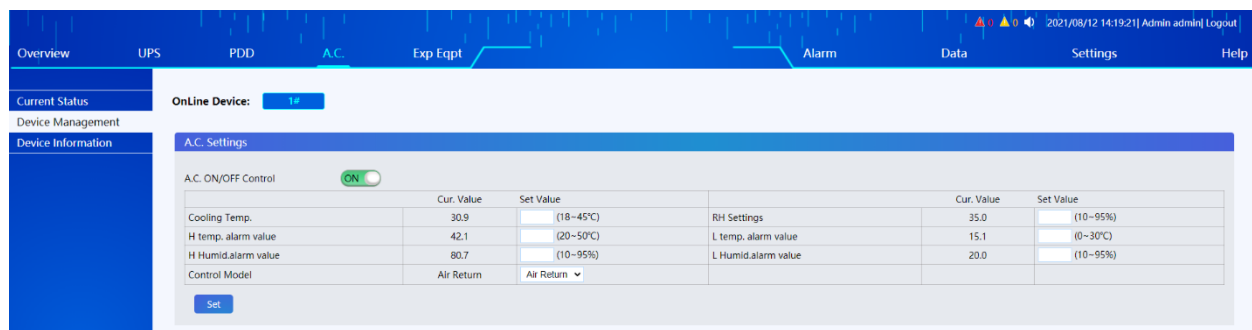 0 0 2021/08/12 14:19:21| Admin admin| Logout
Overview UPS PDD A.C. Exp Eqpt Alarm Data Settings Help
Current Status
Device Management
Device Information
OnLine Device: 1#
A.C. Settings
A.C. ON/OFF Control ON
Cur. Value Set Value Cur. Value Set Value
Cooling Temp. 30.9 (18~45°C) RH Settings 35.0 (10~95%)
H temp. alarm value 42.1 (20~50°C) L temp. alarm value 15.1 (0~30°C)
H Humid.alarm value 80.7 (10~95%) L Humid.alarm value 20.0 (10~95%)
Control Model Air Return Air Return
Set